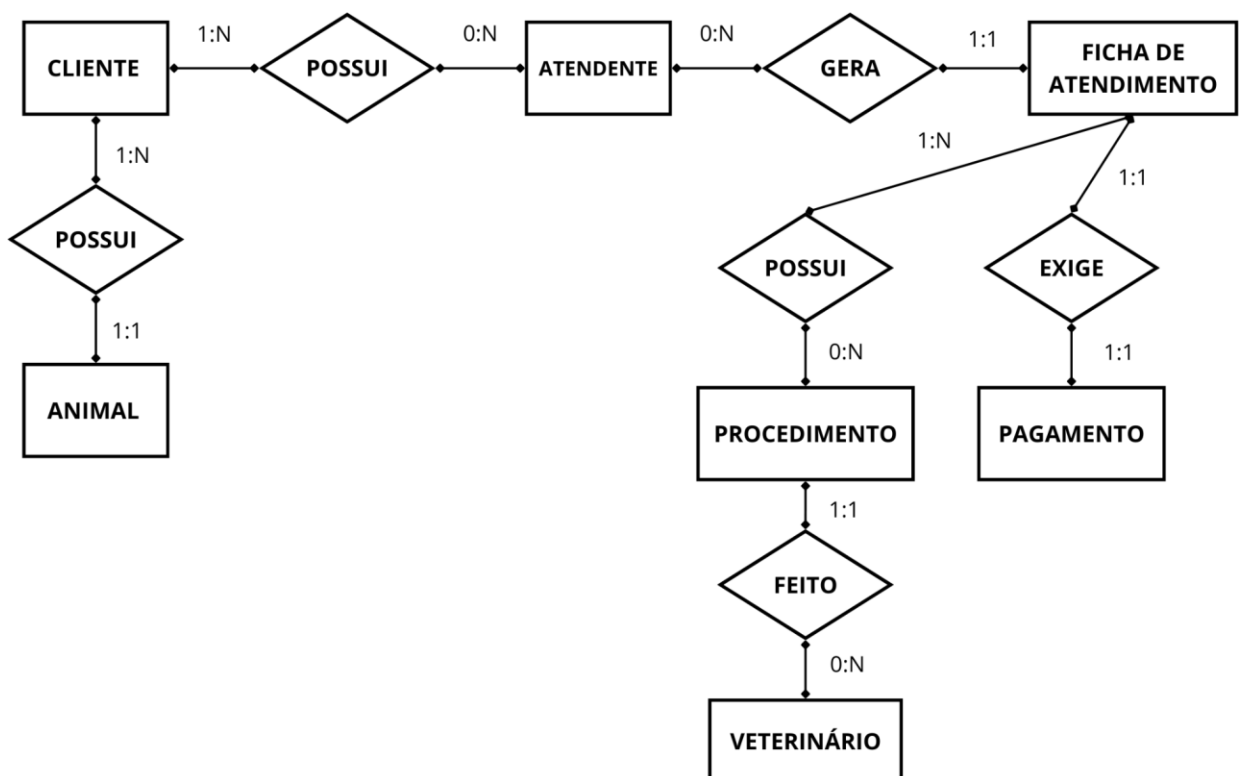 1:N
0:N
0:N
1:1
CLIENTE
POSSUI
ATENDENTE
GERA
FICHA DE
ATENDIMENTO
1:N
1:N
1:1
POSSUI
POSSUI
EXIGE
1:1
0:N
1:1
ANIMAL
PROCEDIMENTO
PAGAMENTO
1:1
FEITO
0:N
VETERINÁRIO